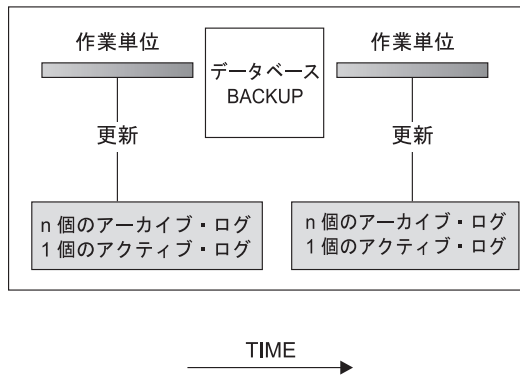 作業単位
データベース
BACKUP
作業単位
更新
更新
n 個のアーカイブ・ログ
1 個のアクティブ・ログ
n 個のアーカイブ・ログ
1 個のアクティブ・ログ
TIME